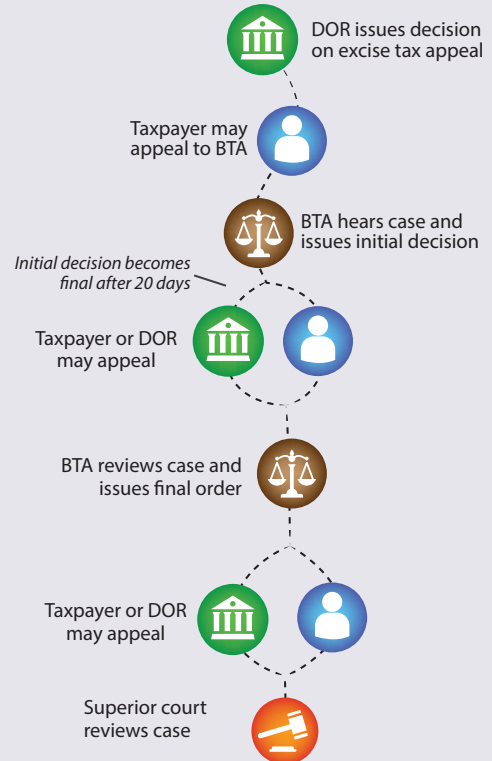 DOR issues decision
on excise tax appeal
Taxpayer may
appeal to BTA
BTA hears case and
issues initial decision
Initial decision becomes
final after 20 days
Taxpayer or DOR
may appeal
BTA reviews case and
issues final order
Taxpayer or DOR
may appeal
Superior court
reviews case